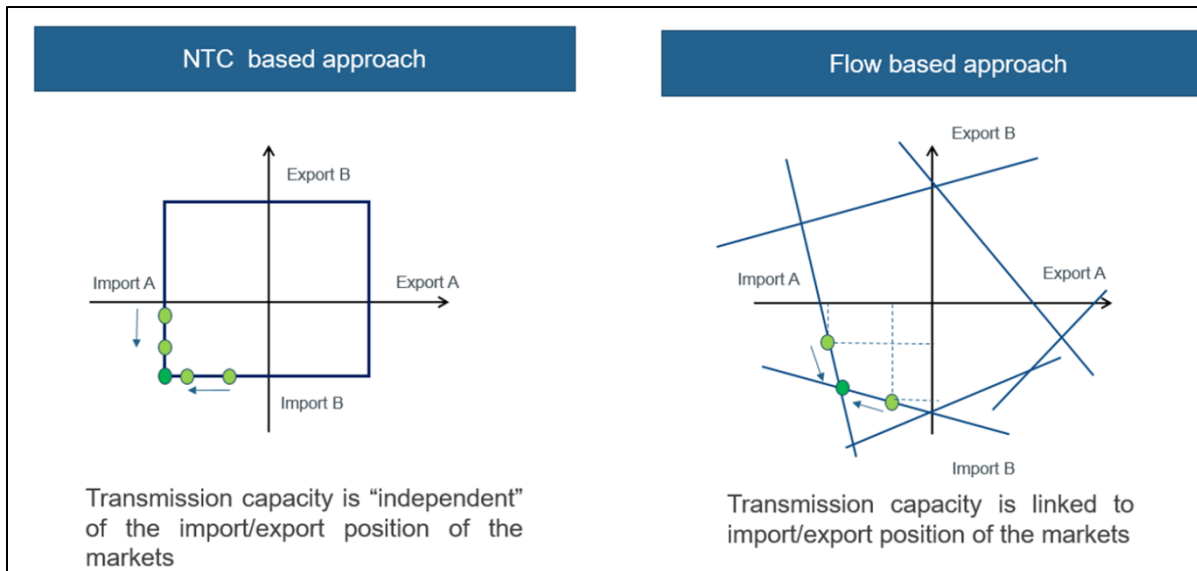 NTC based approach
Export B
Import A
Export A
Import B
Transmission capacity is “independent”
of the import/export position of the
markets
Flow based approach
Export B
Import A
Export A
Import B
Transmission capacity is linked to
import/export position of the markets